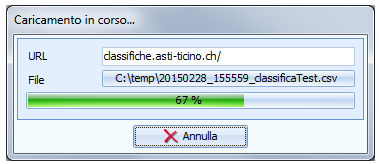 Caricamento in corso...
URL classifiche.asti-ticino.ch/
File C:\temp\20150228_155559_classificaTest.csv
67 %
Annulla